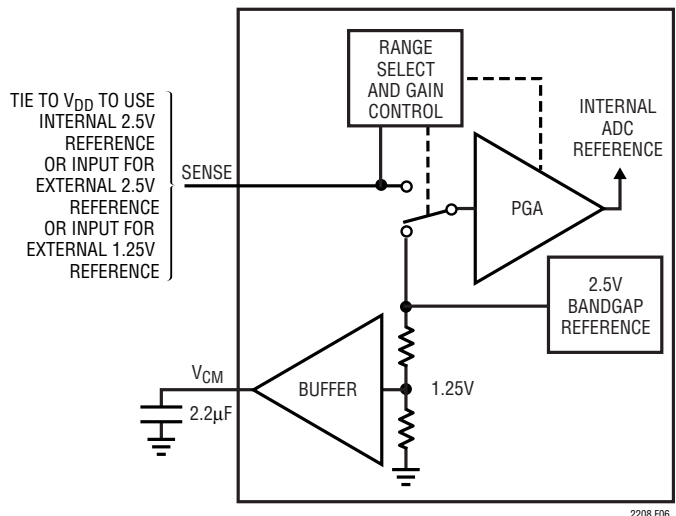 RANGE
SELECT
AND GAIN
CONTROL
TIE TO VDD TO USE
INTERNAL 2.5V
REFERENCE
OR INPUT FOR
EXTERNAL 2.5V
REFERENCE
OR INPUT FOR
EXTERNAL 1.25V
REFERENCE
SENSE
INTERNAL
ADC
REFERENCE
PGA
2.5V
BANDGAP
REFERENCE
VCM
BUFFER
1.25V
2.2μF
2208 F06